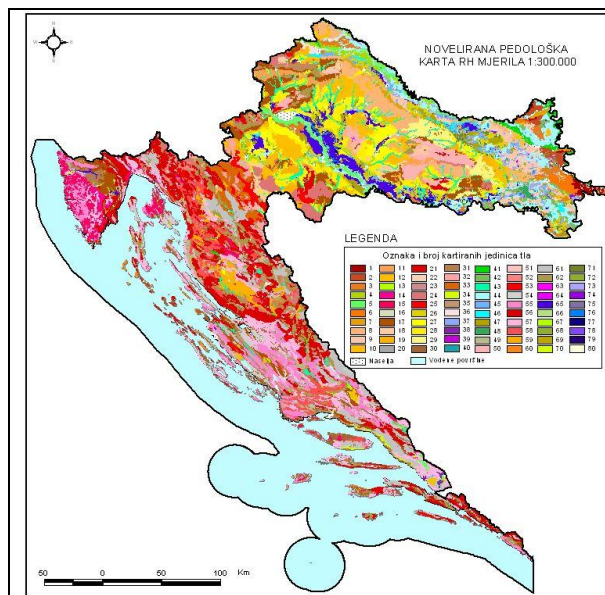 NOVELIRANA PEDOLOŠKA
KARTA RH MJERILA 1:300.000
LEGENDA
Oznaka i broj kartiranih jedinica tla
1 11 21 31 41 51 61 71
2 12 22 32 42 52 62 72
3 13 23 33 43 53 63 73
4 14 24 34 44 54 64 74
5 15 25 35 45 55 65 75
6 16 26 36 46 56 66 76
7 17 27 37 47 57 67 77
8 18 28 38 48 58 68 78
9 19 29 39 49 59 69 79
10 20 30 40 50 60 70 80
Naselja Vodene površine
50 0 50 100 Km